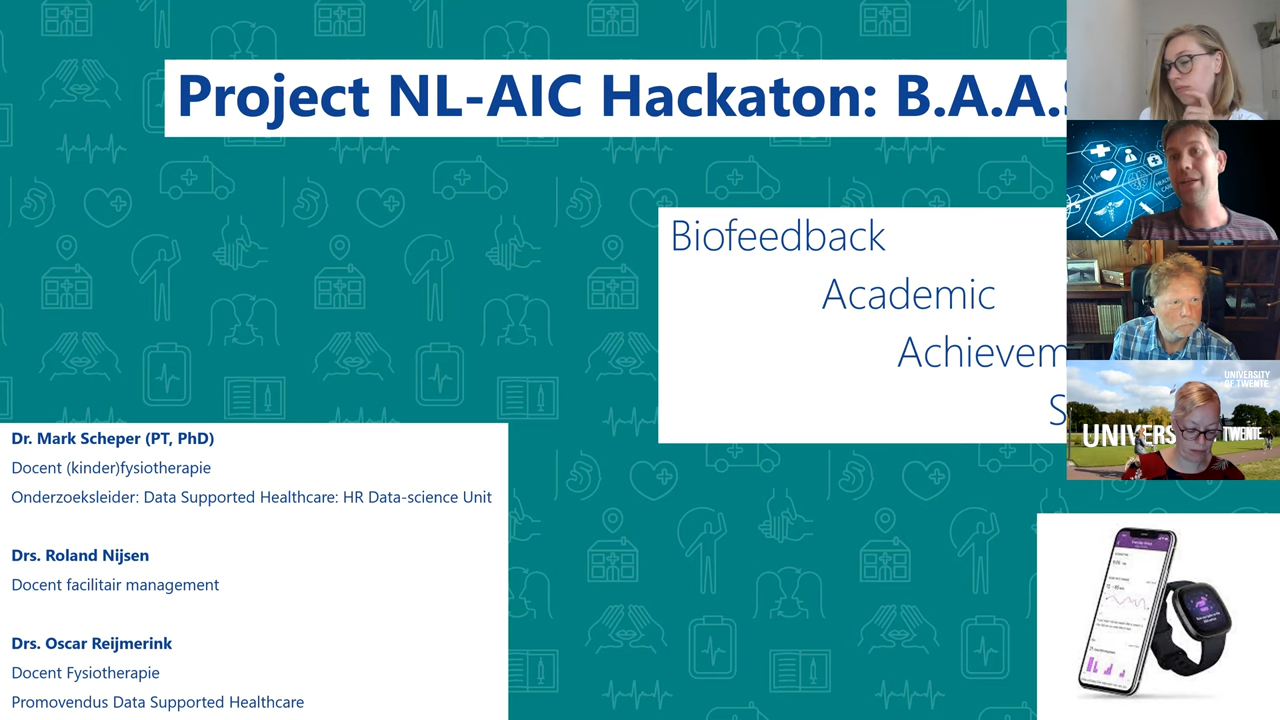 Project NL-AIC Hackaton: B.A.A.
Biofeedback
Academic
Achievem
S
Dr. Mark Scheper (PT, PhD)
Docent (kinder)fysiotherapie
Onderzoeksleider: Data Supported Healthcare: HR Data-science Unit
Drs. Roland Nijsen
Docent facilitair management
Drs. Oscar Reijmerink
Docent Fysiotherapie
Promovendus Data Supported Healthcare
UNIVERSITY
OF TWENTE.